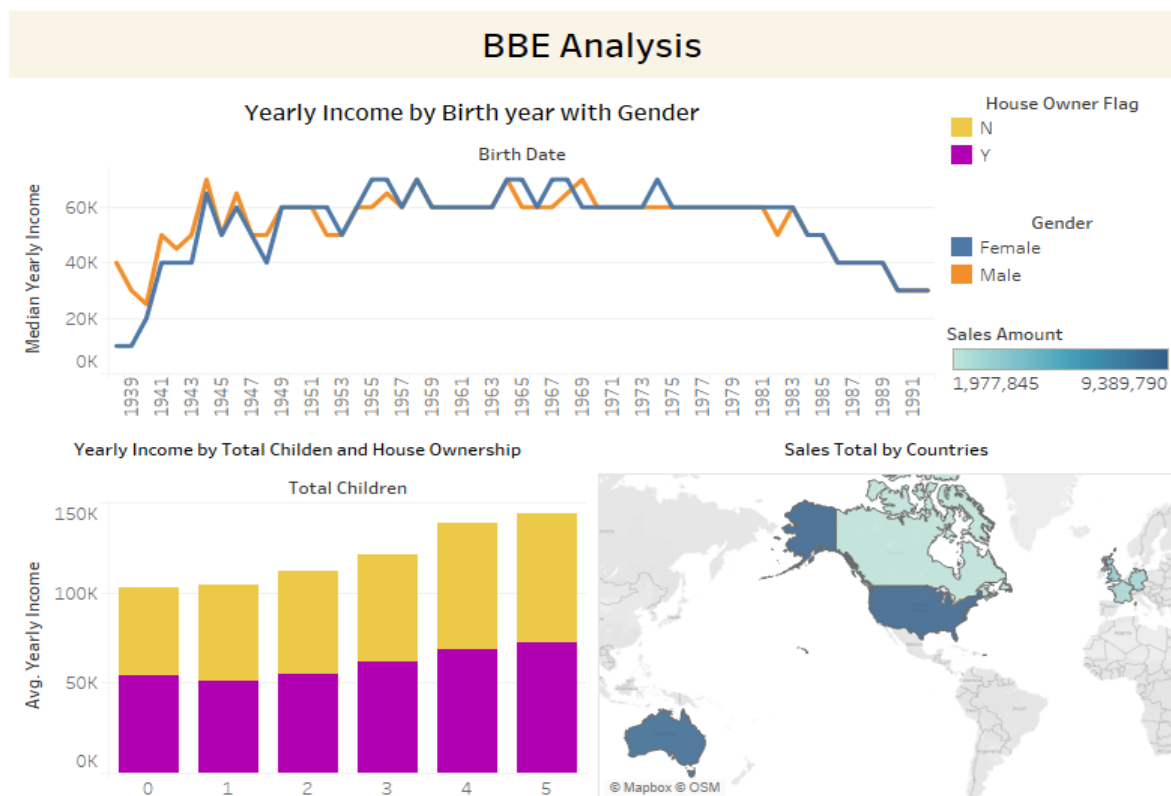 BBE Analysis
Yearly Income by Birth year with Gender
Birth Date
Median Yearly Income
60K
40K
20K
0K
1939
1941
1943
1945
1947
1949
1951
1953
1955
1957
1959
1961
1963
1965
1967
1969
1971
1973
1975
1977
1979
1981
1983
1985
1987
1989
1991
House Owner Flag
N
Y
Gender
Female
Male
Sales Amount
1,977,845
9,389,790
Yearly Income by Total Childen and House Ownership
Total Children
Avg. Yearly Income
150K
100K
50K
0K
0
1
2
3
4
5
Sales Total by Countries
© Mapbox © OSM